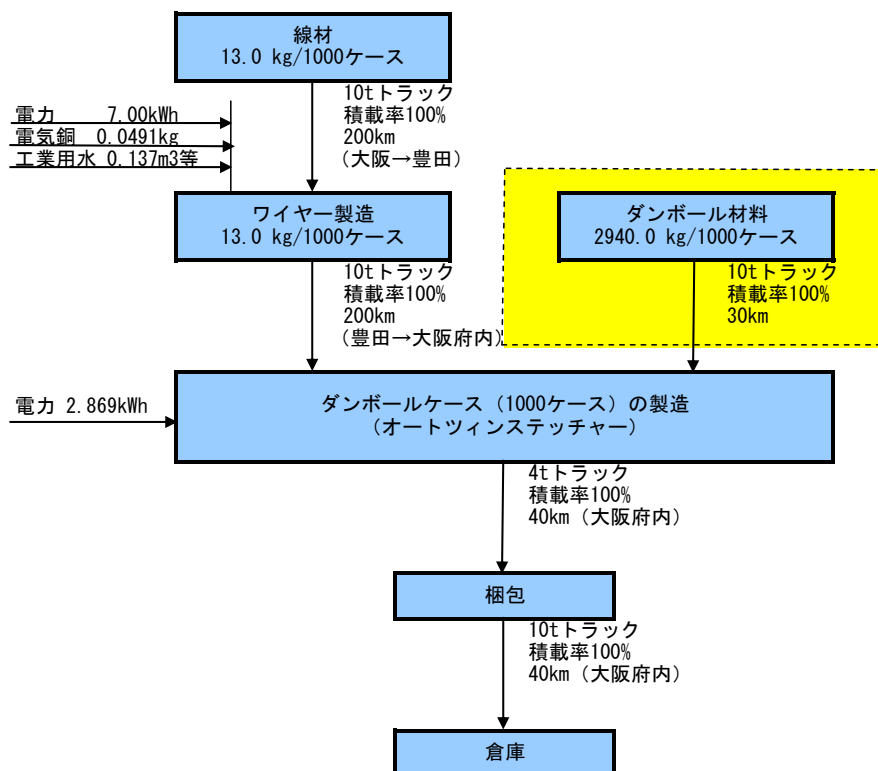 線材
13.0 kg/1000ケース
10tトラック
積載率100%
200km
（大阪→豊田）
電力 7.00kWh
電気銅 0.0491kg
工業用水 0.137m3等
ワイヤー製造
13.0 kg/1000ケース
ダンボール材料
2940.0 kg/1000ケース
10tトラック
積載率100%
200km
（豊田→大阪府内）
10tトラック
積載率100%
30km
電力 2.869kWh
ダンボールケース（1000ケース）の製造
（オートツィンステッチャー）
4tトラック
積載率100%
40km（大阪府内）
梱包
10tトラック
積載率100%
40km（大阪府内）
倉庫